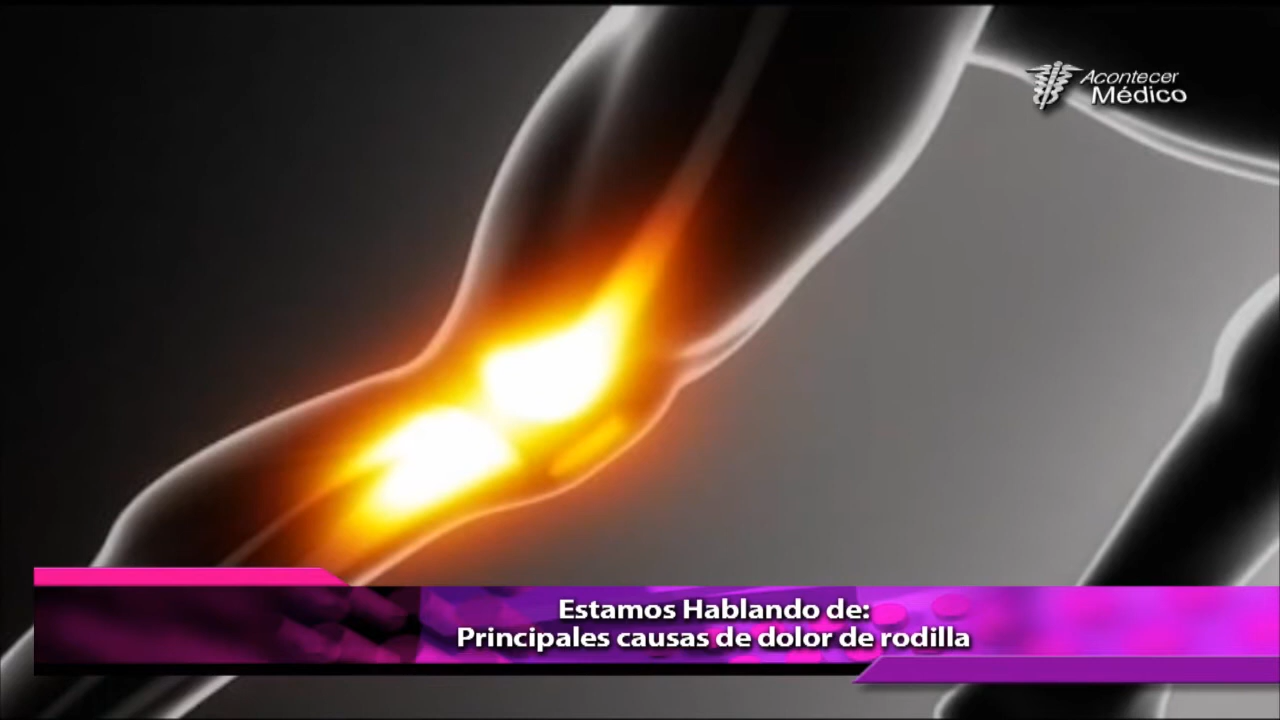 Acontecer
Médico
Estamos Hablando de:
Principales causas de dolor de rodilla